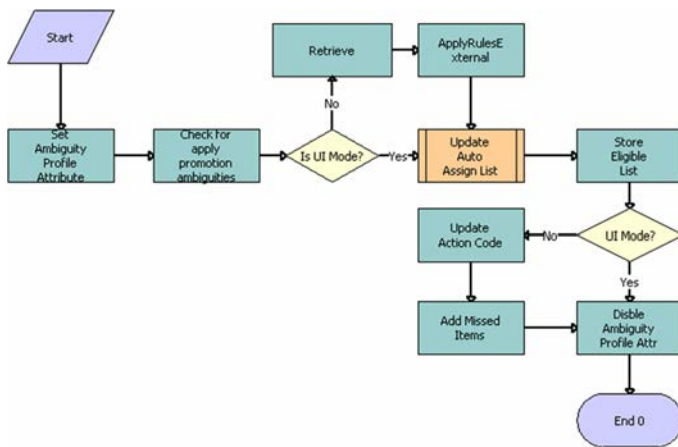 Start
Retrieve
ApplyRulesE
xternal
No
Set
Ambiguity
Profile
Attribute
Check for
apply
promotion
ambiguities
Is UI Mode?
Yes
Update
Auto
Assign List
Store
Eligible
List
Update
Action Code
No
UI Mode?
Yes
Add Missed
Items
Disble
Ambiguity
Profile Attr
End 0